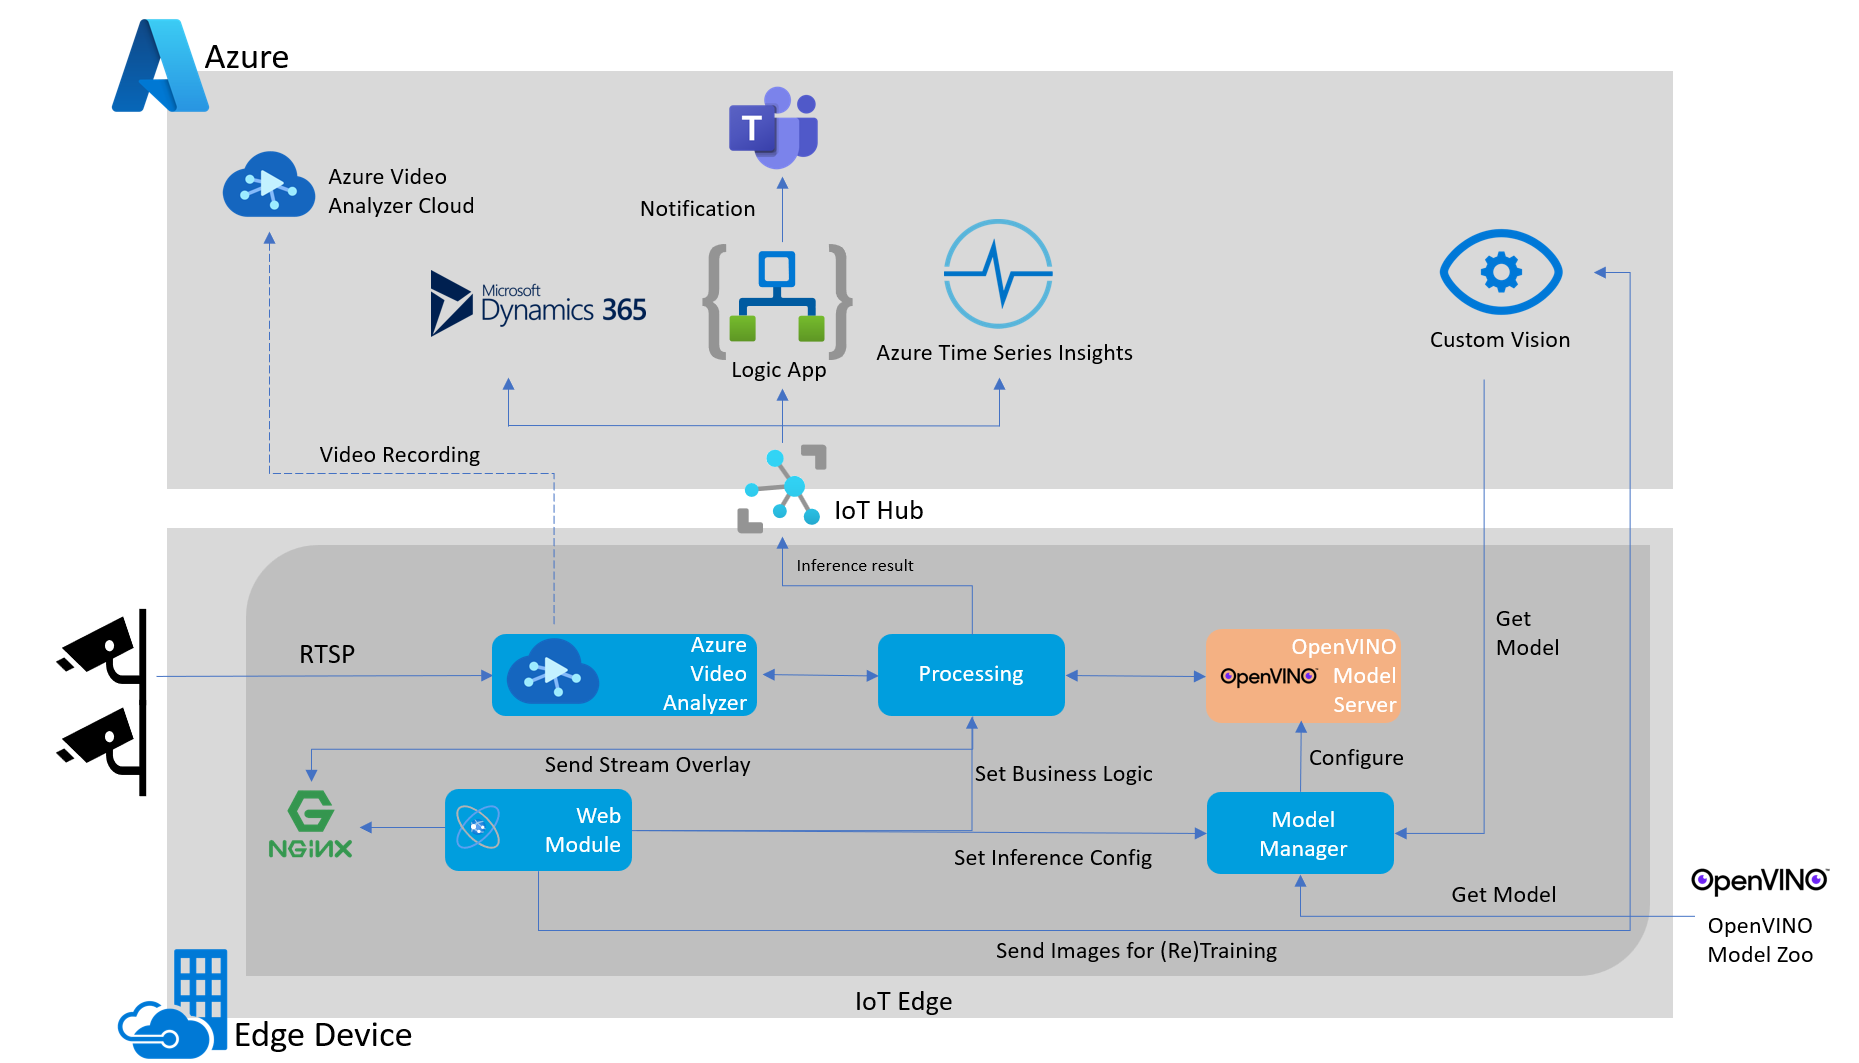 Azure
T
Azure Video
Analyzer Cloud
Notification
Microsoft
Dynamics 365
Logic App
Azure Time Series Insights
Custom Vision
Video Recording
IoT Hub
Inference result
RTSP
Azure
Video
Analyzer
Processing
OpenVINO
OpenVINO
Model
Server
Get
Model
Send Stream Overlay
Set Business Logic
Configure
NGINX
Web
Module
Model
Manager
Set Inference Config
Get Model
OpenVINO™
OpenVINO
Model Zoo
Send Images for (Re)Training
IoT Edge
Edge Device